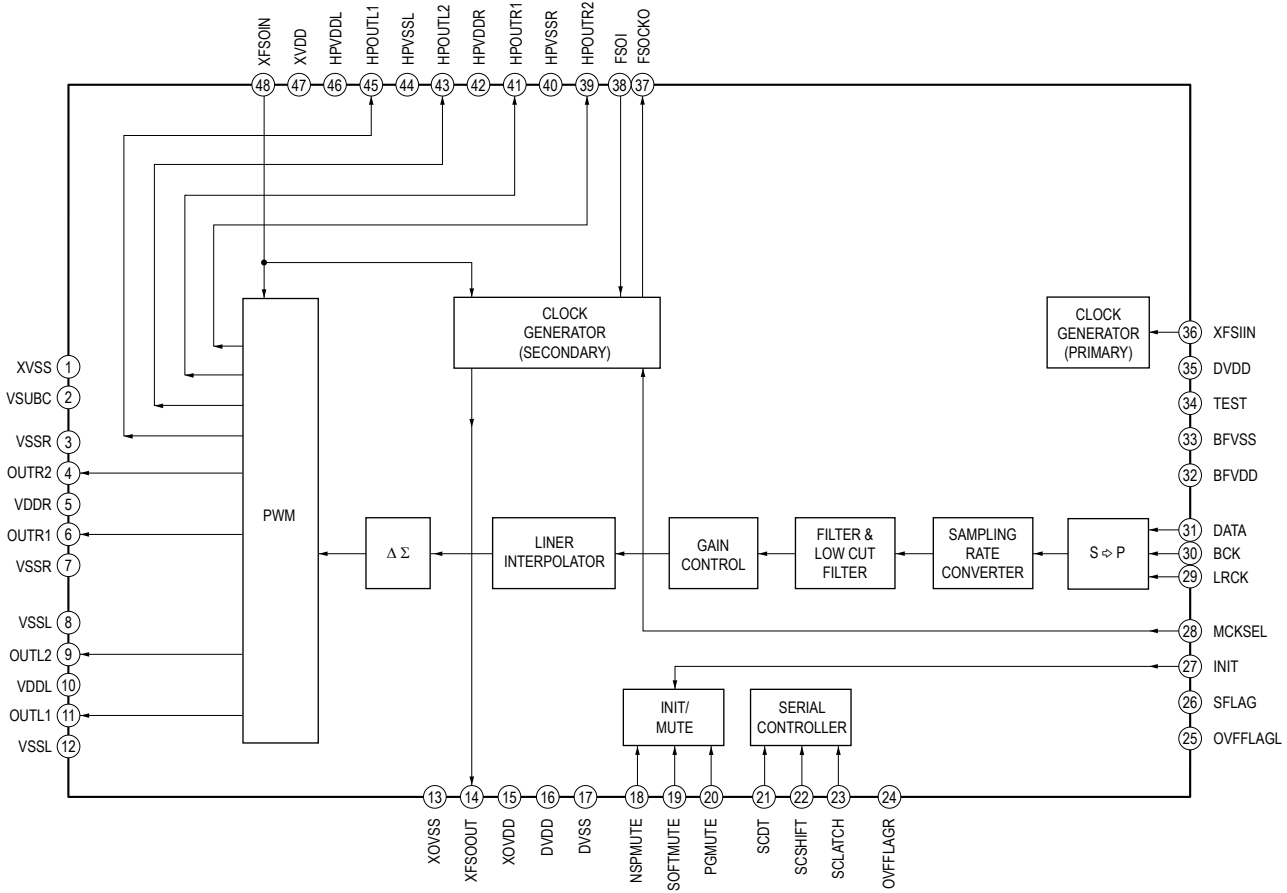 XFSOIN
XVDD
HPVDDL
HPOUTL1
HPVSSL
HPOUTL2
HPVDDR
HPOUTR1
HPVSSR
HPOUTR2
FSOI
FSOCKO
48
47
46
45
44
43
42
41
40
39
38
37
XVSS 1
VSUBC 2
VSSR 3
OUTR2 4
VDDR 5
OUTR1 6
VSSR 7
VSSL 8
OUTL2 9
VDDL 10
OUTL1 11
VSSL 12
PWM
CLOCK
GENERATOR
(SECONDARY)
CLOCK
GENERATOR
(PRIMARY)
Δ Σ
LINER
INTERPOLATOR
GAIN
CONTROL
FILTER &
LOW CUT
FILTER
SAMPLING
RATE
CONVERTER
S ⇨ P
INIT/
MUTE
SERIAL
CONTROLLER
36 XFSIIN
35 DVDD
34 TEST
33 BFVSS
32 BFVDD
31 DATA
30 BCK
29 LRCK
28 MCKSEL
27 INIT
26 SFLAG
25 OVFFLAGL
13
14
15
16
17
18
19
20
21
22
23
24
XOVSS
XFSOOUT
XOVDD
DVDD
DVSS
NSPMUTE
SOFTMUTE
PGMUTE
SCDT
SCSHIFT
SCLATCH
OVFFLAGR